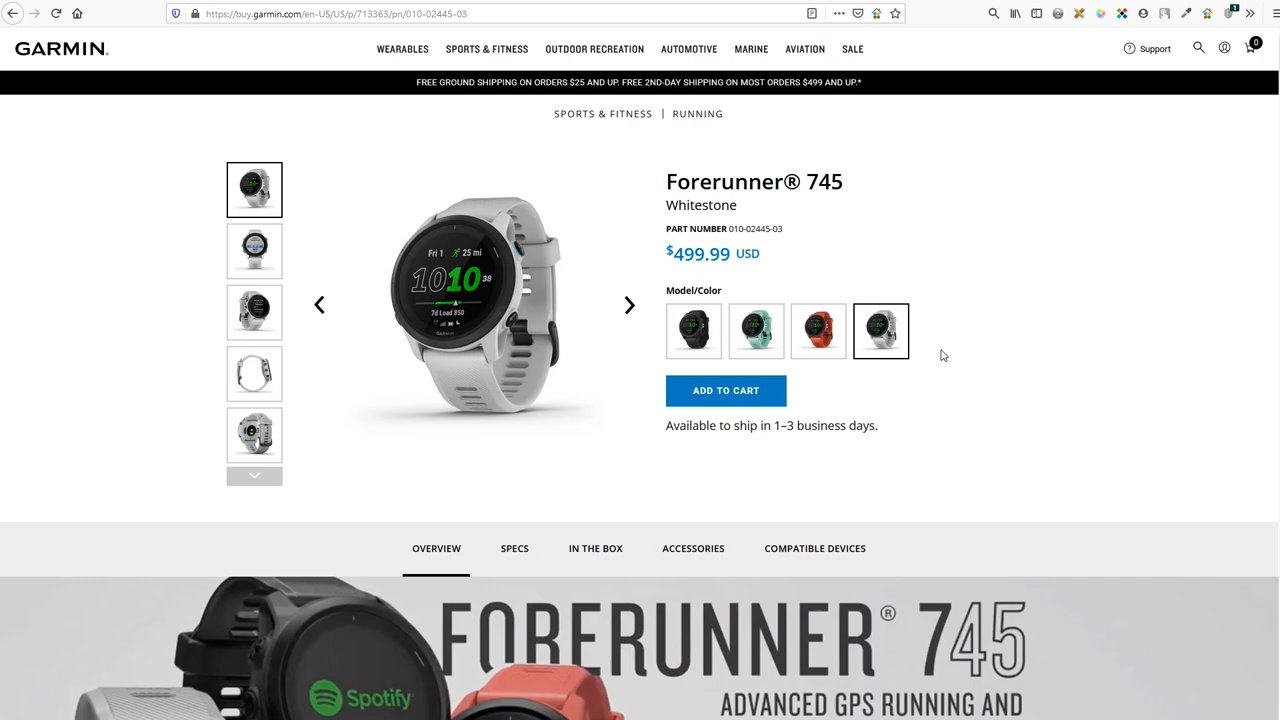 https://buy.garmin.com/en-US/US/p/713363/pn/010-02445-03
1
GARMIN.
WEARABLES SPORTS & FITNESS OUTDOOR RECREATION AUTOMOTIVE MARINE AVIATION SALE
Support
0
FREE GROUND SHIPPING ON ORDERS $25 AND UP. FREE 2ND-DAY SHIPPING ON MOST ORDERS $499 AND UP.*
SPORTS & FITNESS | RUNNING
Forerunner® 745
Whitestone
PART NUMBER 010-02445-03
$499.99 USD
Model/Color
Fri 1 25 mi
1010 38
7d Load 850
ADD TO CART
Available to ship in 1–3 business days.
OVERVIEW SPECS IN THE BOX ACCESSORIES COMPATIBLE DEVICES
FORERUNNER® 745
ADVANCED GPS RUNNING AND
Spotify